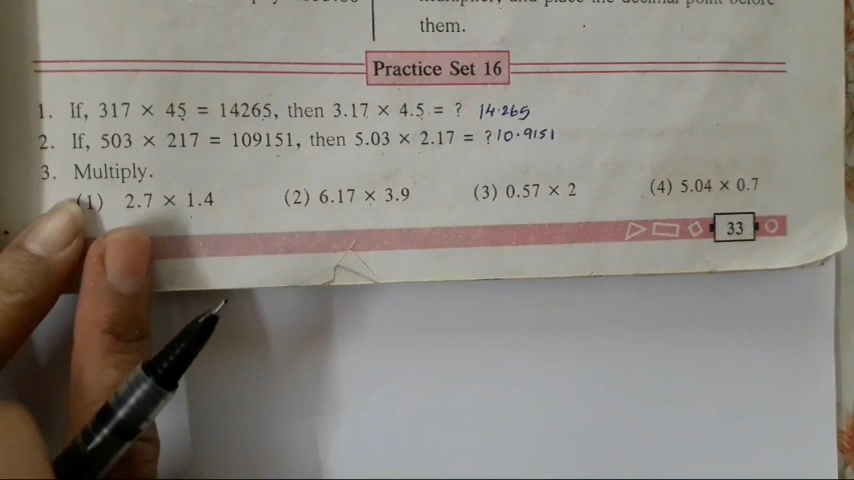 them.
Practice Set 16
1. If, 317 × 45 = 14265, then 3.17 × 4.5 = ? 14.265
2. If, 503 × 217 = 109151, then 5.03 × 2.17 = ? 10.9151
3. Multiply.
(1) 2.7 × 1.4 (2) 6.17 × 3.9 (3) 0.57 × 2 (4) 5.04 × 0.7
33